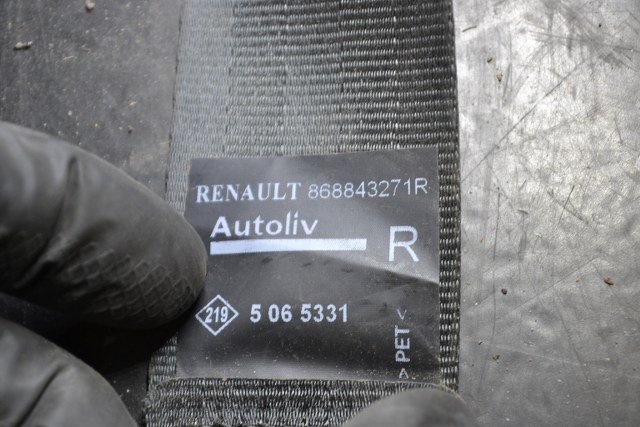 RENAULT 868843271R
Autoliv
R
219 5 06 5331
>PET<